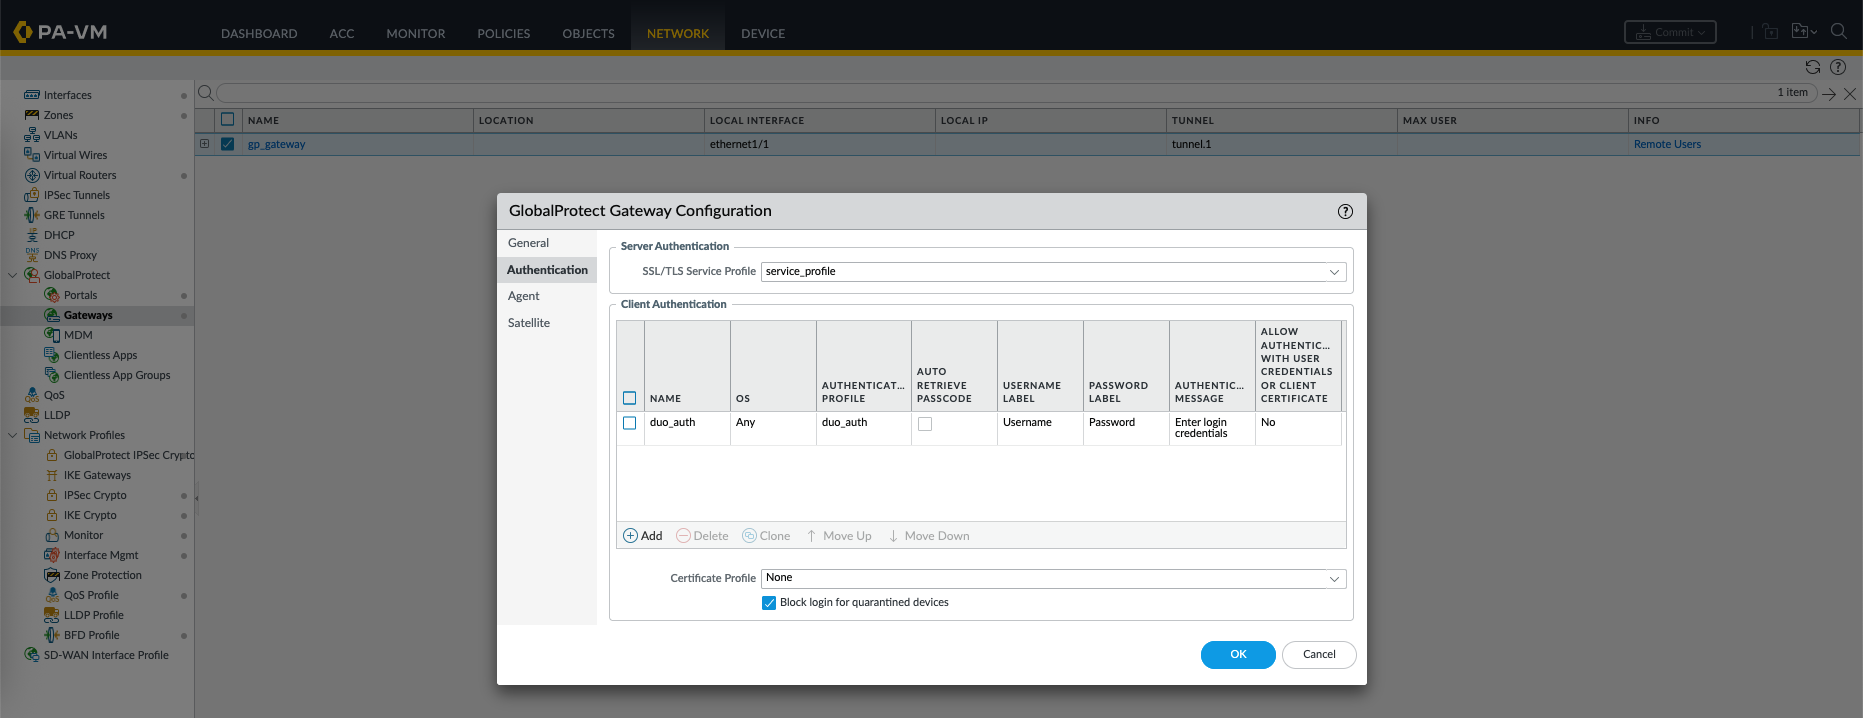 PA-VM
DASHBOARD ACC MONITOR POLICIES OBJECTS NETWORK DEVICE
Commit
1 item
Interfaces
Zones
VLANs
Virtual Wires
Virtual Routers
IPSec Tunnels
GRE Tunnels
DHCP
DNS Proxy
GlobalProtect
Portals
Gateways
MDM
Clientless Apps
Clientless App Groups
QoS
LLDP
Network Profiles
GlobalProtect IPSec Crypto
IKE Gateways
IPSec Crypto
IKE Crypto
Monitor
Interface Mgmt
Zone Protection
QoS Profile
LLDP Profile
BFD Profile
SD-WAN Interface Profile
NAME LOCATION LOCAL INTERFACE LOCAL IP TUNNEL MAX USER INFO
gp_gateway ethernet1/1 tunnel.1 Remote Users
GlobalProtect Gateway Configuration
General
Authentication
Agent
Satellite
Server Authentication
SSL/TLS Service Profile service_profile
Client Authentication
NAME
OS
AUTHENTICAT...
PROFILE
AUTO
RETRIEVE
PASSCODE
USERNAME
LABEL
PASSWORD
LABEL
AUTHENTIC...
MESSAGE
ALLOW
AUTHENTIC...
WITH USER
CREDENTIALS
OR CLIENT
CERTIFICATE
duo_auth Any duo_auth Username Password Enter login No
credentials
Add Delete Clone Move Up Move Down
Certificate Profile None
Block login for quarantined devices
OK Cancel